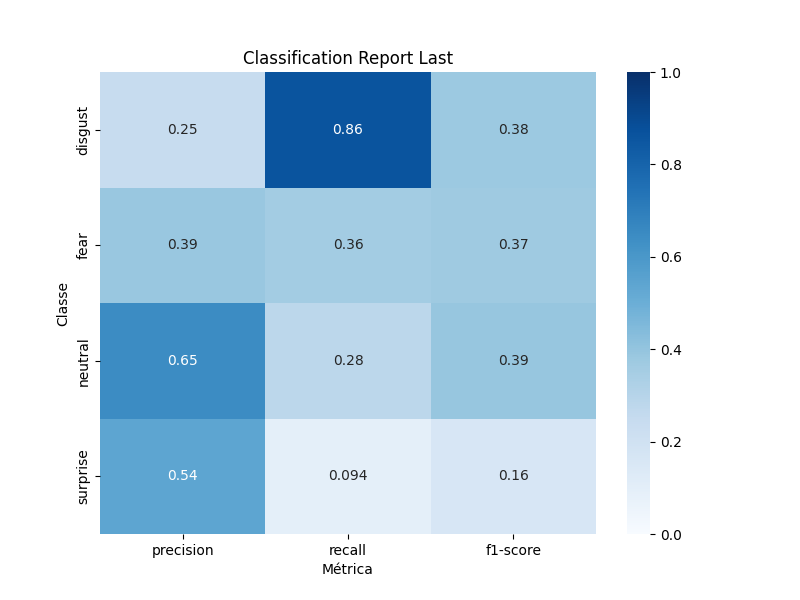 Classification Report Last
Classe
disgust 0.25 0.86 0.38
fear 0.39 0.36 0.37
neutral 0.65 0.28 0.39
surprise 0.54 0.094 0.16
precision recall f1-score
Métrica
1.0
0.8
0.6
0.4
0.2
0.0